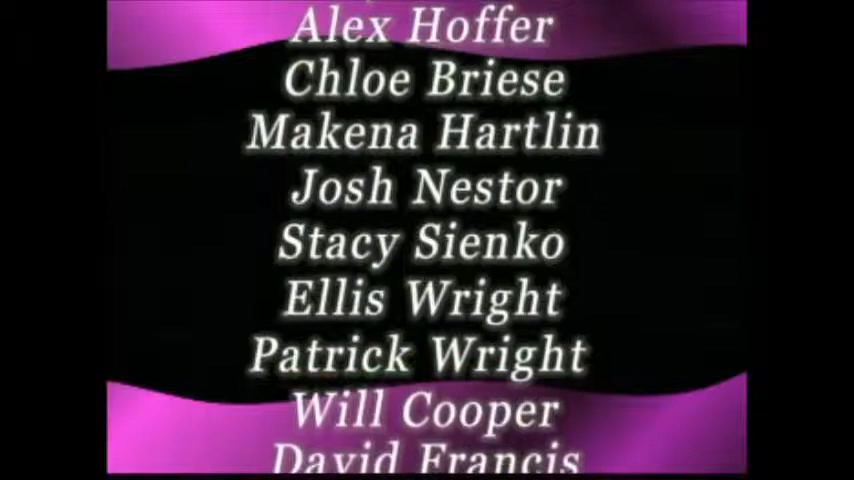 Alex Hoffer
Chloe Briese
Makena Hartlin
Josh Nestor
Stacy Sienko
Ellis Wright
Patrick Wright
Will Cooper
David Francis